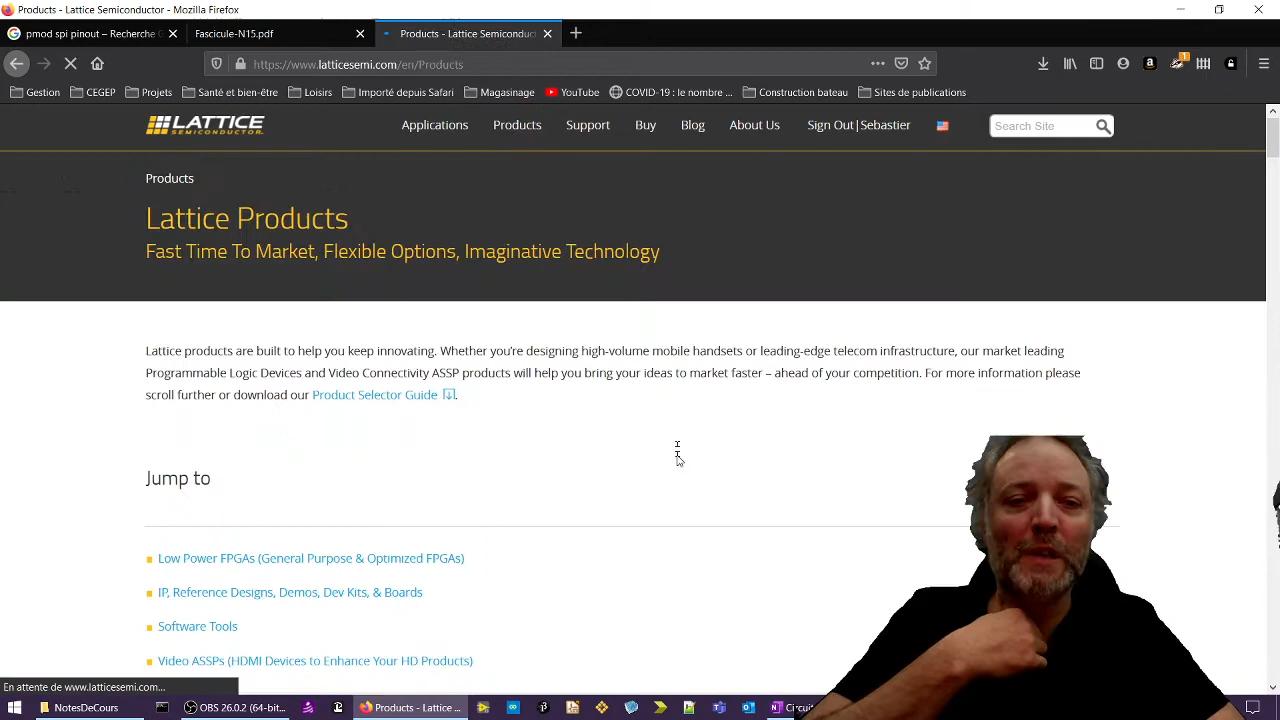 Products - Lattice Semiconductor - Mozilla Firefox
pmod spi pinout – Recherche G
Fascicule-N15.pdf
Products - Lattice Semiconduct
https://www.latticesemi.com/en/Products
Gestion
CEGEP
Projets
Santé et bien-être
Loisirs
Importé depuis Safari
Magasinage
YouTube
COVID-19 : le nombre ...
Construction bateau
Sites de publications
LATTICE
SEMICONDUCTOR
Applications
Products
Support
Buy
Blog
About Us
Sign Out|Sebastier
Search Site
Products
Lattice Products
Fast Time To Market, Flexible Options, Imaginative Technology
Lattice products are built to help you keep innovating. Whether you're designing high-volume mobile handsets or leading-edge telecom infrastructure, our market leading
Programmable Logic Devices and Video Connectivity ASSP products will help you bring your ideas to market faster – ahead of your competition. For more information please
scroll further or download our Product Selector Guide.
Jump to
Low Power FPGAs (General Purpose & Optimized FPGAs)
IP, Reference Designs, Demos, Dev Kits, & Boards
Software Tools
Video ASSPs (HDMI Devices to Enhance Your HD Products)
En attente de www.latticesemi.com...
NotesDeCours
OBS 26.0.2 (64-bit...
Products - Lattice ...
Circui